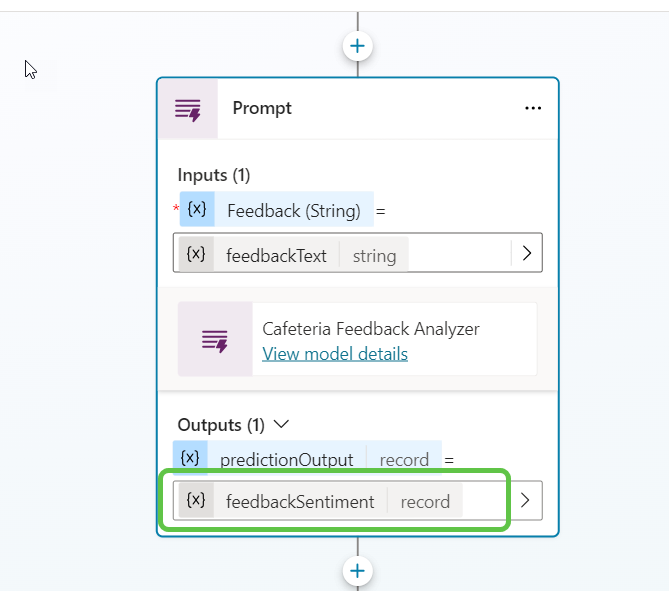 Prompt
Inputs (1)
* {x} Feedback (String) =
{x} feedbackText string
Cafeteria Feedback Analyzer
View model details
Outputs (1)
{x} predictionOutput record =
{x} feedbackSentiment record